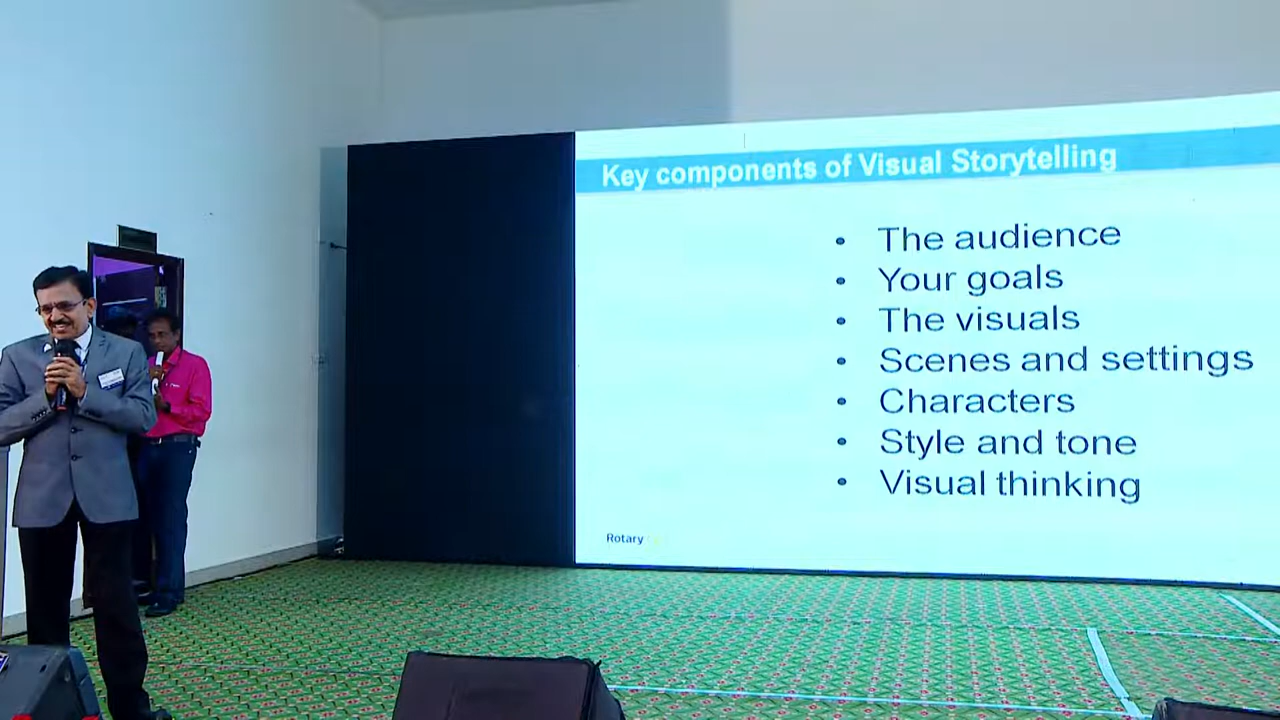 Key components of Visual Storytelling
• The audience
• Your goals
• The visuals
• Scenes and settings
• Characters
• Style and tone
• Visual thinking
Rotary